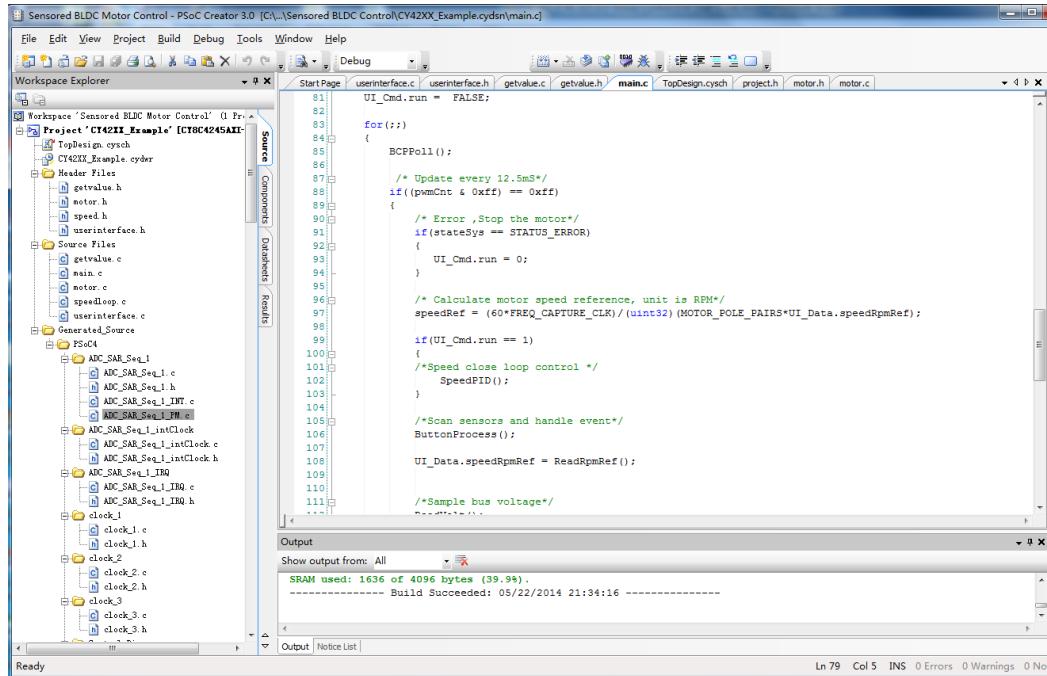 Sensored BLDC Motor Control - PSoC Creator 3.0 [C:\...\Sensored BLDC Control\CY42XX_Example.cydsn\main.c]
File Edit View Project Build Debug Tools Window Help
Debug
Workspace Explorer
Start Page userinterface.c userinterface.h getvalue.c getvalue.h main.c TopDesign.cysch project.h motor.h motor.c
Workspace 'Sensored BLDC Motor Control' (1 Pr
Project 'CY42XX_Example' [CY8C4245AXI-
TopDesign.cysch
CY42XX_Example.cydwr
Header Files
getvalue.h
motor.h
speed.h
userinterface.h
Source Files
getvalue.c
main.c
motor.c
speedloop.c
userinterface.c
Generated_Source
PSoC4
ADC_SAR_Seq_1
ADC_SAR_Seq_1.c
ADC_SAR_Seq_1.h
ADC_SAR_Seq_1_INT.c
ADC_SAR_Seq_1_PM.c
ADC_SAR_Seq_1_intClock
ADC_SAR_Seq_1_intClock.c
ADC_SAR_Seq_1_intClock.h
ADC_SAR_Seq_1_IRQ
ADC_SAR_Seq_1_IRQ.c
ADC_SAR_Seq_1_IRQ.h
clock_1
clock_1.c
clock_1.h
clock_2
clock_2.c
clock_2.h
clock_3
clock_3.c
clock_3.h
Source
Components
Datasheets
Results
81 UI_Cmd.run = FALSE;
82
83 for(;;)
84 {
85 BCPPoll();
86
87 /* Update every 12.5mS*/
88 if((pwmCnt & 0xff) == 0xff)
89 {
90 /* Error ,Stop the motor*/
91 if(stateSys == STATUS_ERROR)
92 {
93 UI_Cmd.run = 0;
94 }
95
96 /* Calculate motor speed reference, unit is RPM*/
97 speedRef = (60*FREQ_CAPTURE_CLK)/(uint32)(MOTOR_POLE_PAIRS*UI_Data.speedRpmRef);
98
99 if(UI_Cmd.run == 1)
100 {
101 /*Speed close loop control */
102 SpeedPID();
103 }
104
105 /*Scan sensors and handle event*/
106 ButtonProcess();
107
108 UI_Data.speedRpmRef = ReadRpmRef();
109
110
111 /*Sample bus voltage*/
Output
Show output from: All
SRAM used: 1636 of 4096 bytes (39.9%).
--------------- Build Succeeded: 05/22/2014 21:34:16 ---------------
Output Notice List
Ready Ln 79 Col 5 INS 0 Errors 0 Warnings 0 No